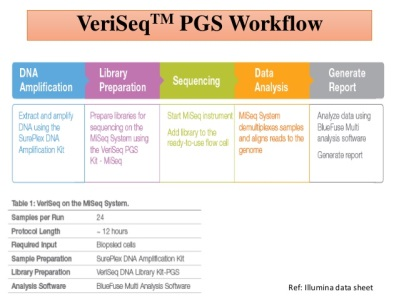 VeriSeqTM PGS Workflow
DNA
Amplification
Library
Preparation
Sequencing
Data
Analysis
Generate
Report
Extract and amplify
DNA using the
SurePlex DNA
Amplification Kit
Prepare libraries for
sequencing on the
MiSeq System using
the VeriSeq PGS
Kit - MiSeq
Start MiSeq instrument
Add library to the
ready-to-use flow cell
MiSeq System
demultiplexes samples
and aligns reads to the
genome
Analyze data using
BlueFuse Multi
analysis software
Generate report
Table 1: VeriSeq on the MiSeq System.
Samples per Run 24
Protocol Length ~ 12 hours
Required Input Biopsied cells
Sample Preparation SurePlex DNA Amplification Kit
Library Preparation VeriSeq DNA Library Kit-PGS
Analysis Software BlueFuse Multi Analysis Software
Ref: Illumina data sheet